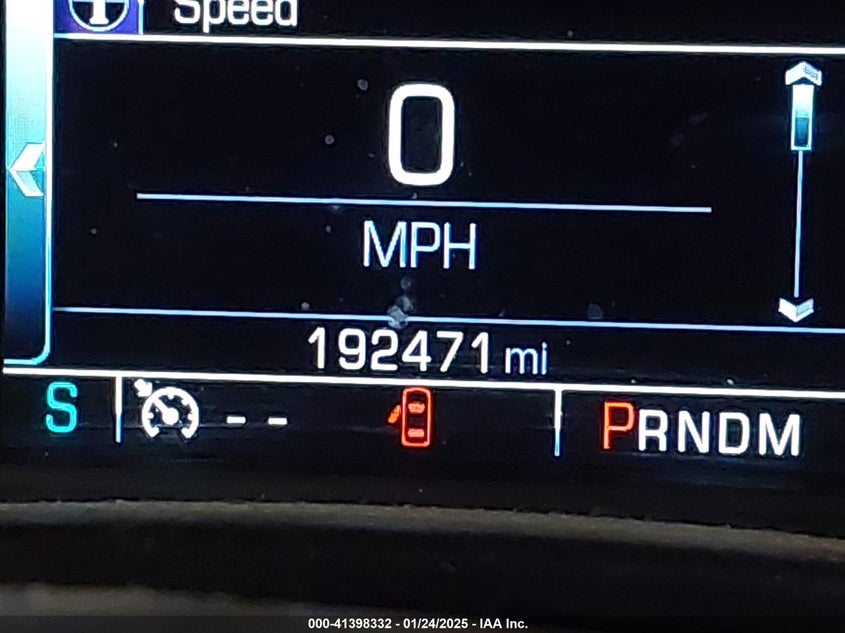 Speed
0
MPH
192471 mi
S -- PRNDM
000-41398332 - 01/24/2025 - IAA Inc.